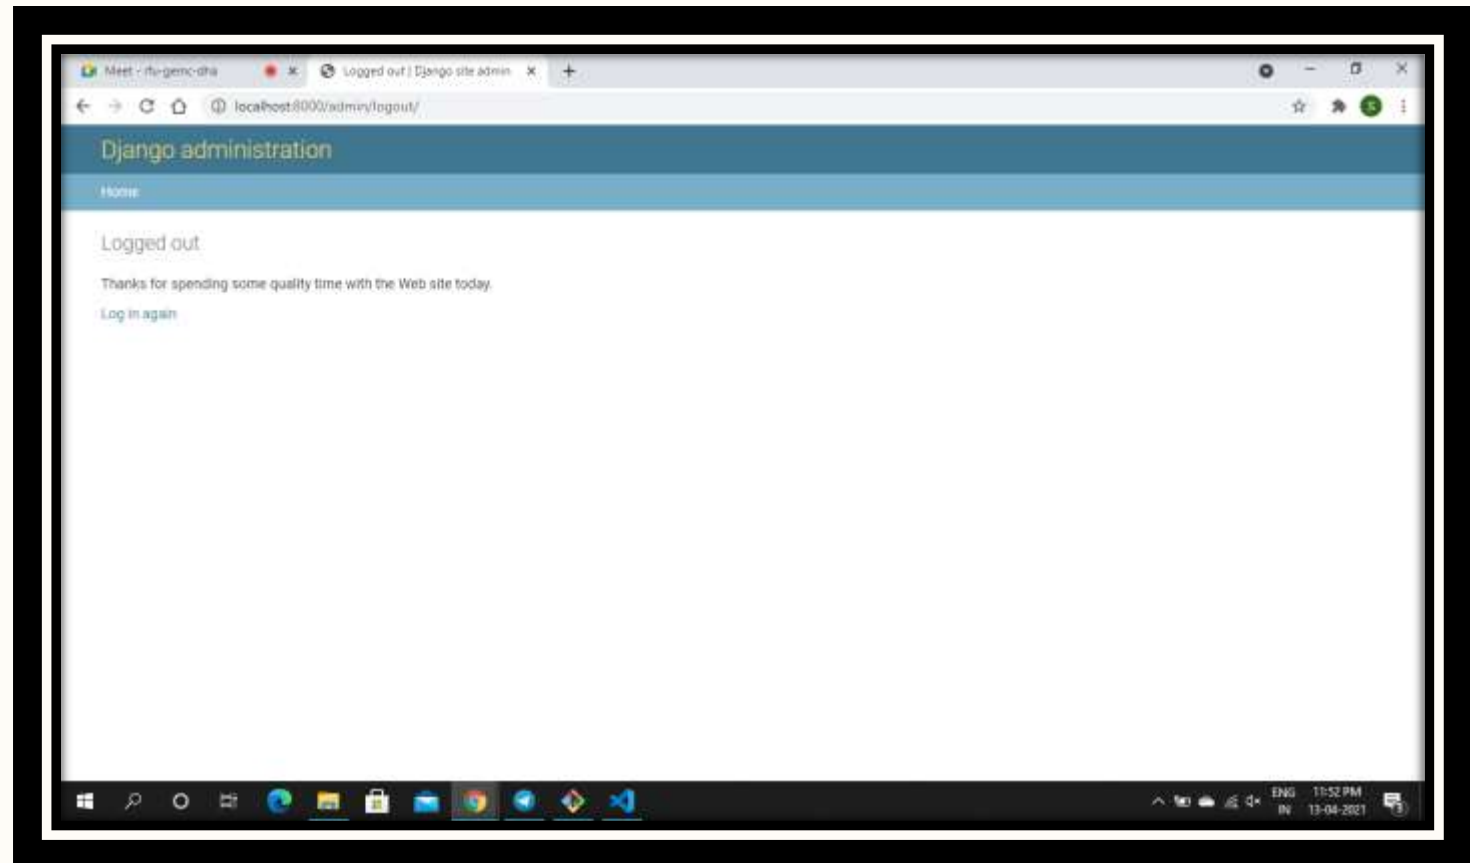 Meet - rfu-gemc-dha
Logged out | Django site admin
localhost:8000/admin/logout/
S
Django administration
Home
Logged out
Thanks for spending some quality time with the Web site today.
Log in again
ENG 11:52 PM
IN 13-04-2021
3